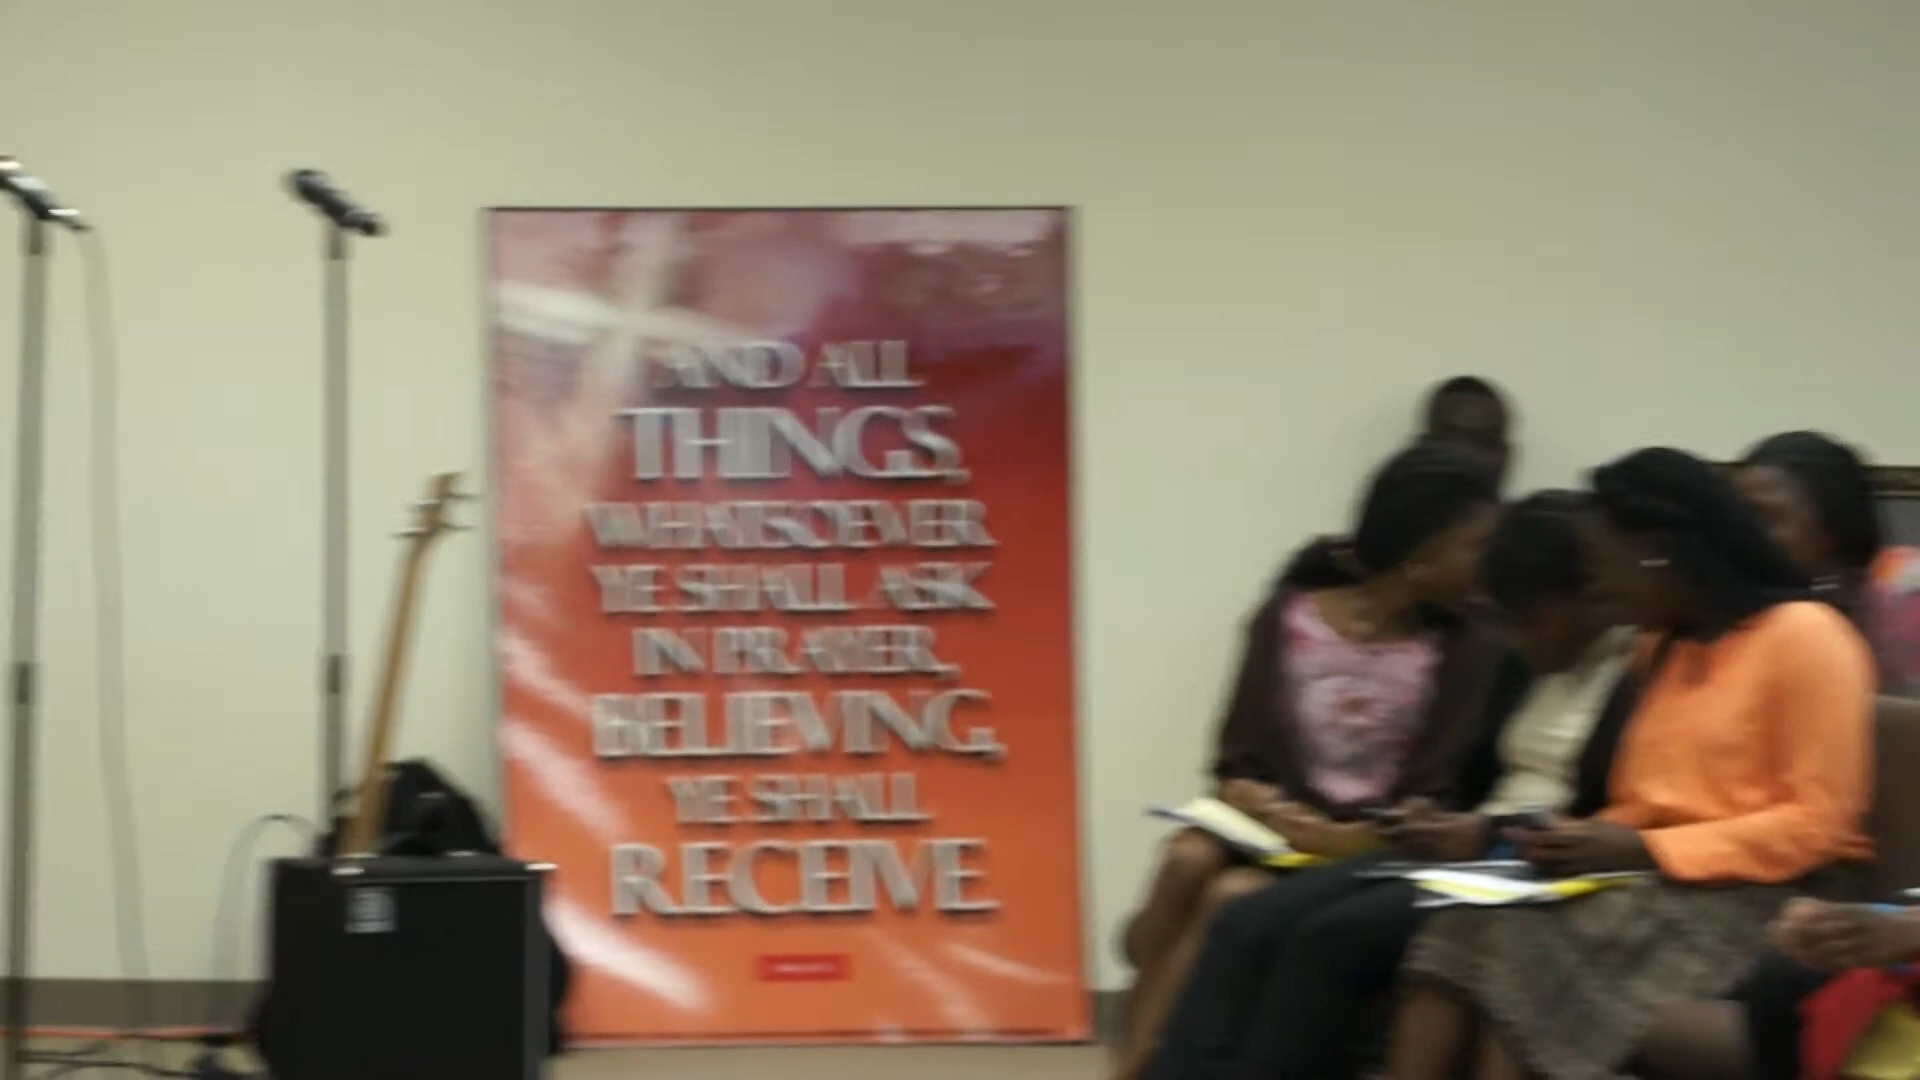 AND ALL
THINGS,
WHATSOEVER
YE SHALL ASK
IN PRAYER,
BELIEVING,
YE SHALL
RECEIVE